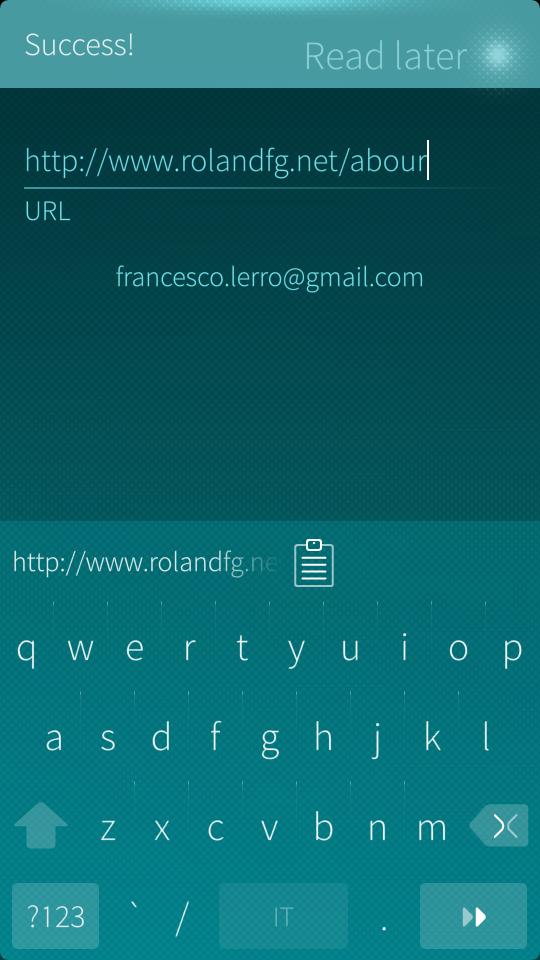 Success!
Read later
http://www.rolandfg.net/abour
URL
francesco.lerro@gmail.com
http://www.rolandfg.ne
q w e r t y u i o p
a s d f g h j k l
z x c v b n m
?123 ` / IT .